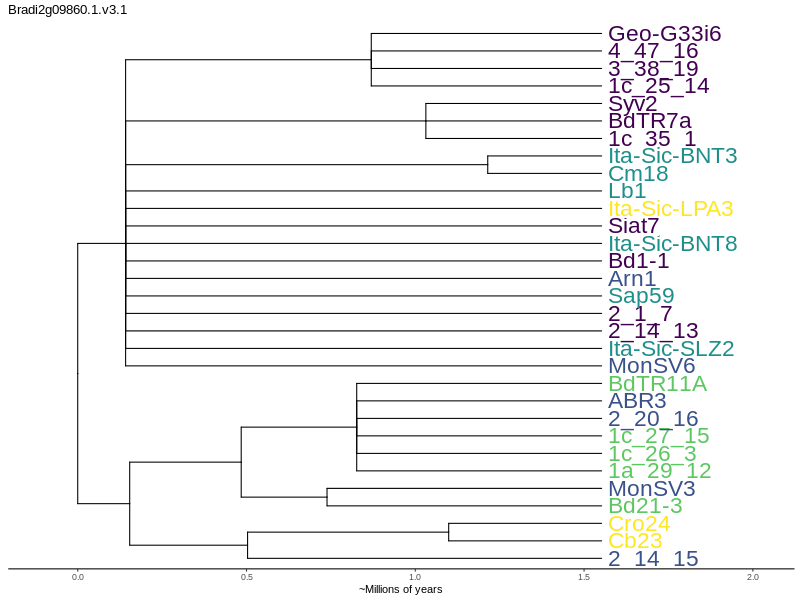 Bradi2g09860.1.v3.1
Geo-G33i6
4_47_16
3_38_19
1c_25_14
Syv2
BdTR7a
1c_35_1
Ita-Sic-BNT3
Cm18
Lb1
Ita-Sic-LPA3
Siat7
Ita-Sic-BNT8
Bd1-1
Arn1
Sap59
2_1_7
2_14_13
Ita-Sic-SLZ2
MonSV6
BdTR11A
ABR3
2_20_16
1c_27_15
1c_26_3
1a_29_12
MonSV3
Bd21-3
Cro24
Cb23
2_14_15
0.0 0.5 1.0 1.5 2.0
~Millions of years